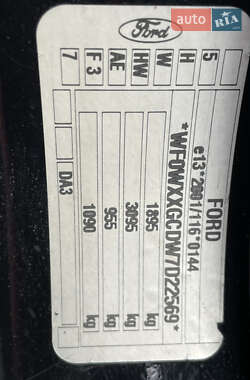 auto RIA .com
Ford
FORD
e13*2001/116*0144
*WF0WXXGCDW7D22569*
1895 kg
3095 kg
955 kg
1090 kg
5
H
W
HW
AE
F 3
7
DA3